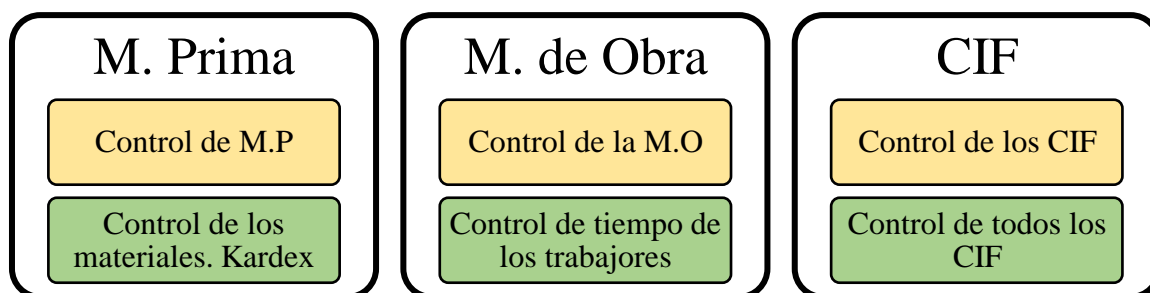 M. Prima
Control de M.P
Control de los
materiales. Kardex
M. de Obra
Control de la M.O
Control de tiempo de
los trabajores
CIF
Control de los CIF
Control de todos los
CIF